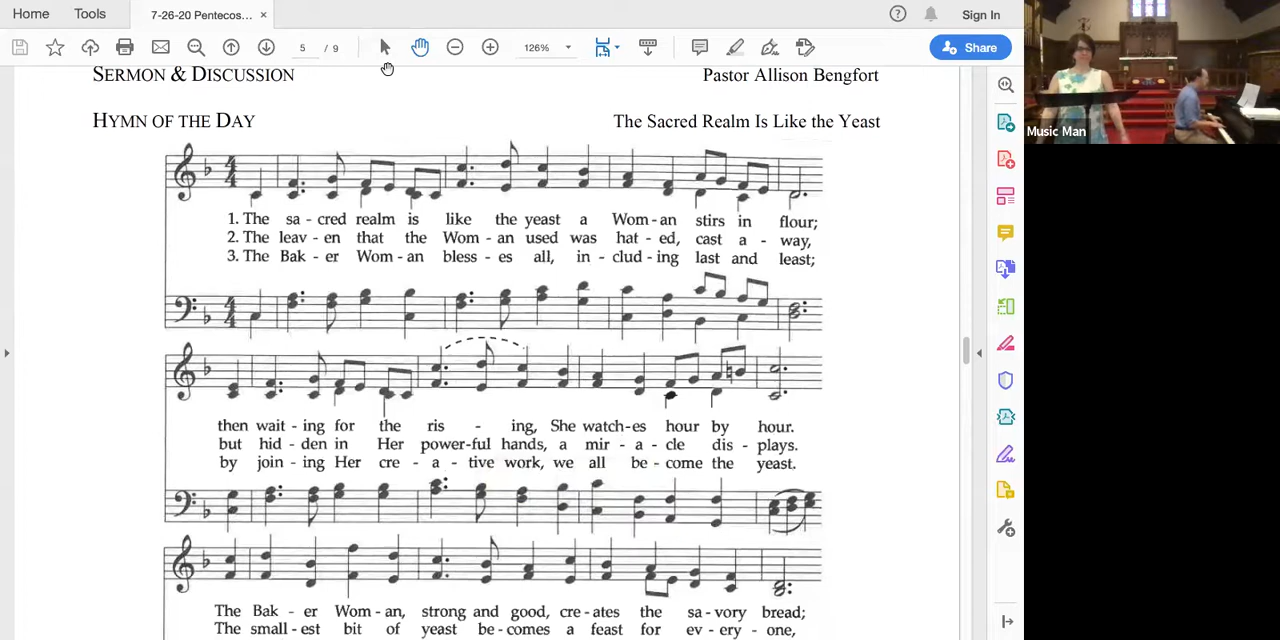 Home Tools 7-26-20 Pentecos... × Sign In
5 / 9 126% Share
SERMON & DISCUSSION Pastor Allison Bengfort
HYMN OF THE DAY The Sacred Realm Is Like the Yeast
Music Man
4 4
1. The sa - cred realm is like the yeast a Wom - an stirs in flour;
2. The leav - en that the Wom - an used was hat - ed, cast a - way,
3. The Bak - er Wom - an bless - es all, in - clud - ing last and least;
4 4
then wait - ing for the ris - ing, She watch - es hour by hour.
but hid - den in Her power - ful hands, a mir - a - cle dis - plays.
by join - ing Her cre - a - tive work, we all be - come the yeast.
The Bak - er Wom - an, strong and good, cre - ates the sa - vory bread;
The small - est bit of yeast be - comes a feast for ev - ery - one,